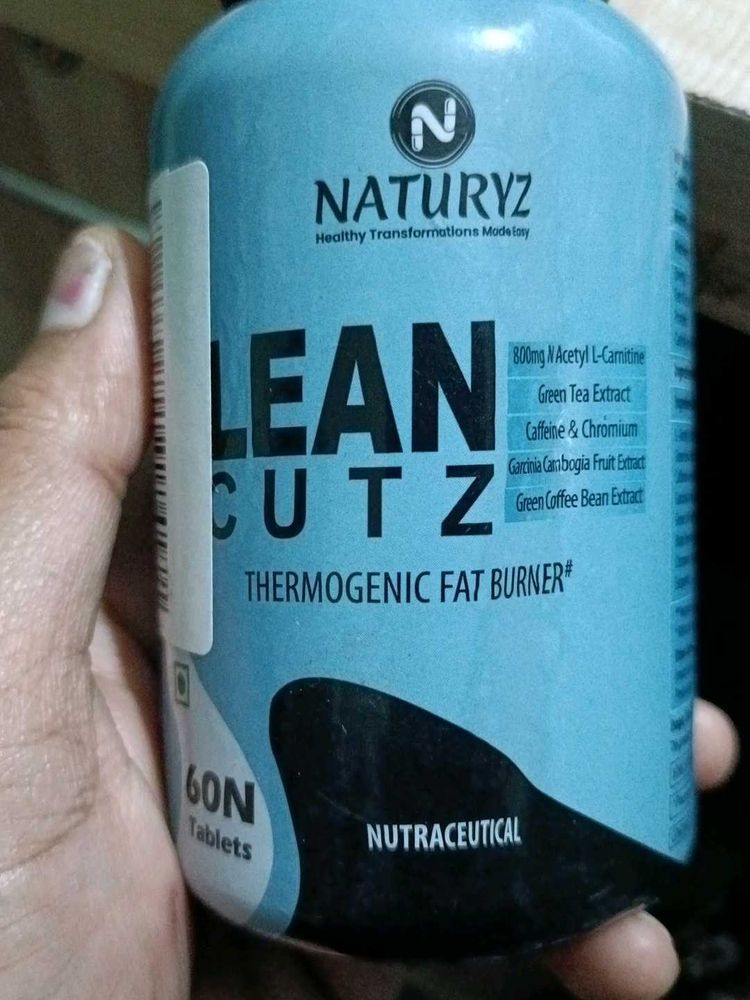 N
NATURYZ
Healthy Transformations Made Easy
LEAN
CUTZ
800mg N Acetyl L-Carnitine
Green Tea Extract
Caffeine & Chromium
Garcinia Cambogia Fruit Extract
Green Coffee Bean Extract
THERMOGENIC FAT BURNER#
60N
Tablets
NUTRACEUTICAL